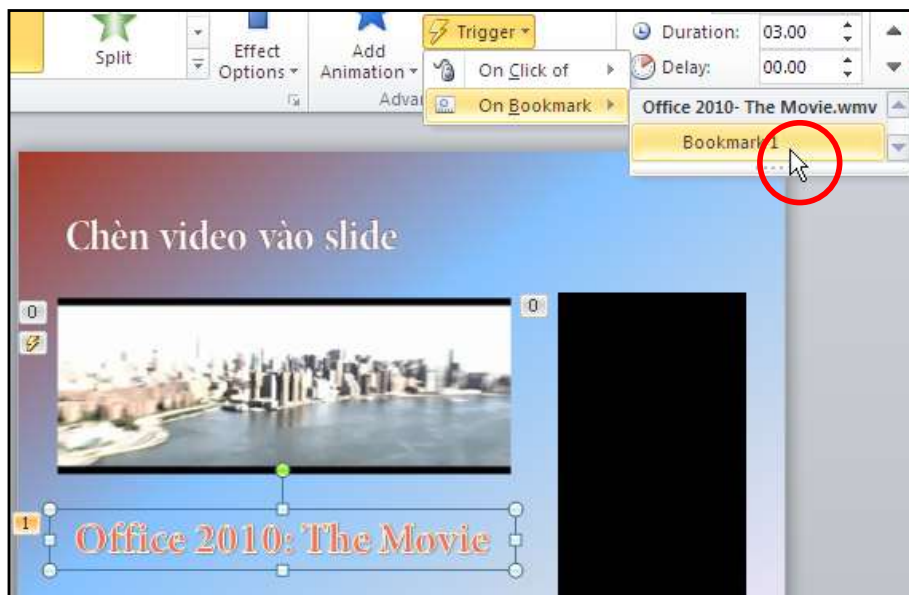 Split
Effect
Options
Add
Animation
Trigger
On Click of
On Bookmark
Duration: 03.00
Delay: 00.00
Office 2010- The Movie.wmv
Bookmark 1
Chèn video vào slide
0
0
1
Office 2010: The Movie